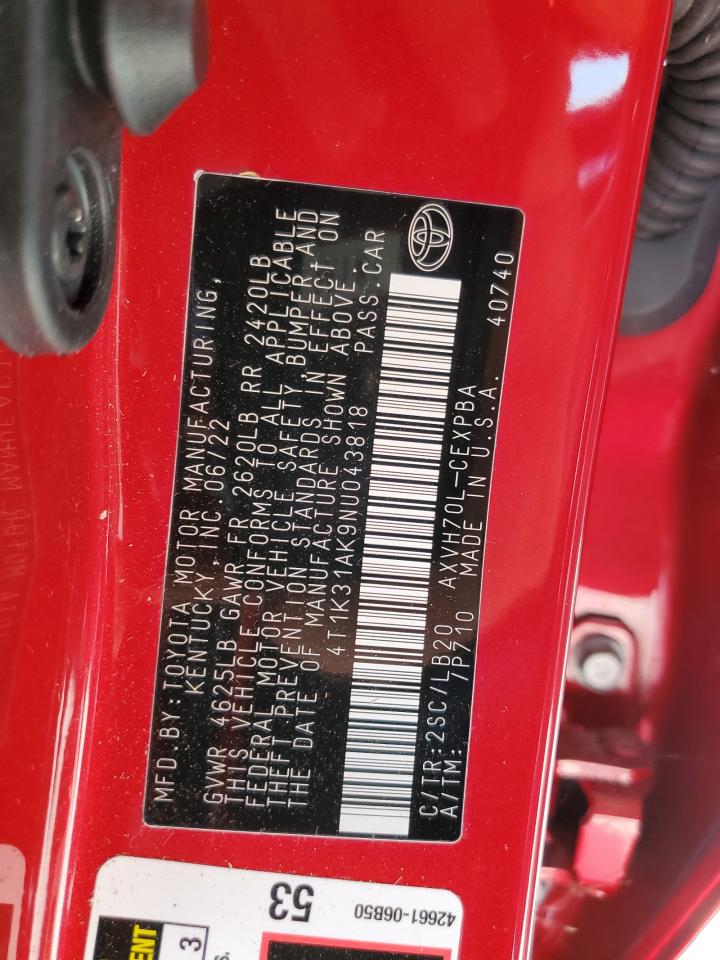 MFD.BY:TOYOTA MOTOR MANUFACTURING,
KENTUCKY, INC. 06/22
GVWR 4625LB GAWR FR 2620LB RR 2420LB
THIS VEHICLE CONFORMS TO ALL APPLICABLE
FEDERAL MOTOR VEHICLE SAFETY,BUMPER,AND
THEFT PREVENTION STANDARDS IN EFFECT ON
THE DATE OF MANUFACTURE SHOWN ABOVE.
4T1K31AK9NU043818 PASS.CAR
C/TR:2SC/LB20 AXVH70L-CEXPBA
A/TM: 7P710 MADE IN U.S.A. 40740
53
42661-06B50
3